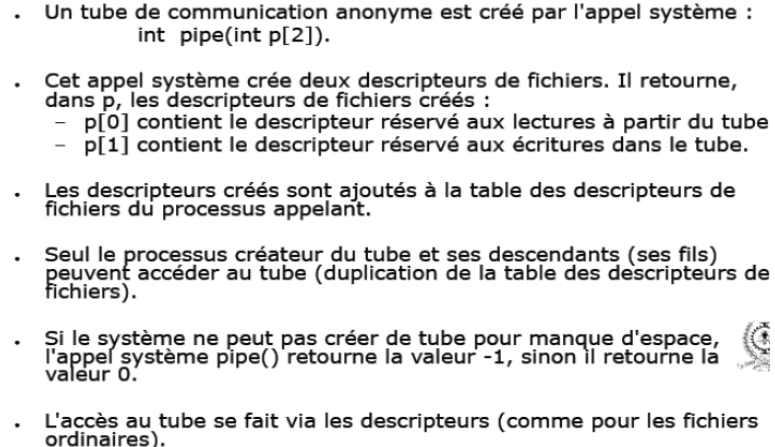 . Un tube de communication anonyme est créé par l'appel système :
int pipe(int p[2]).
. Cet appel système crée deux descripteurs de fichiers. Il retourne,
dans p, les descripteurs de fichiers créés :
– p[0] contient le descripteur réservé aux lectures à partir du tube
– p[1] contient le descripteur réservé aux écritures dans le tube.
. Les descripteurs créés sont ajoutés à la table des descripteurs de
fichiers du processus appelant.
. Seul le processus créateur du tube et ses descendants (ses fils)
peuvent accéder au tube (duplication de la table des descripteurs de
fichiers).
. Si le système ne peut pas créer de tube pour manque d'espace,
l'appel système pipe() retourne la valeur -1, sinon il retourne la
valeur 0.
. L'accès au tube se fait via les descripteurs (comme pour les fichiers
ordinaires).